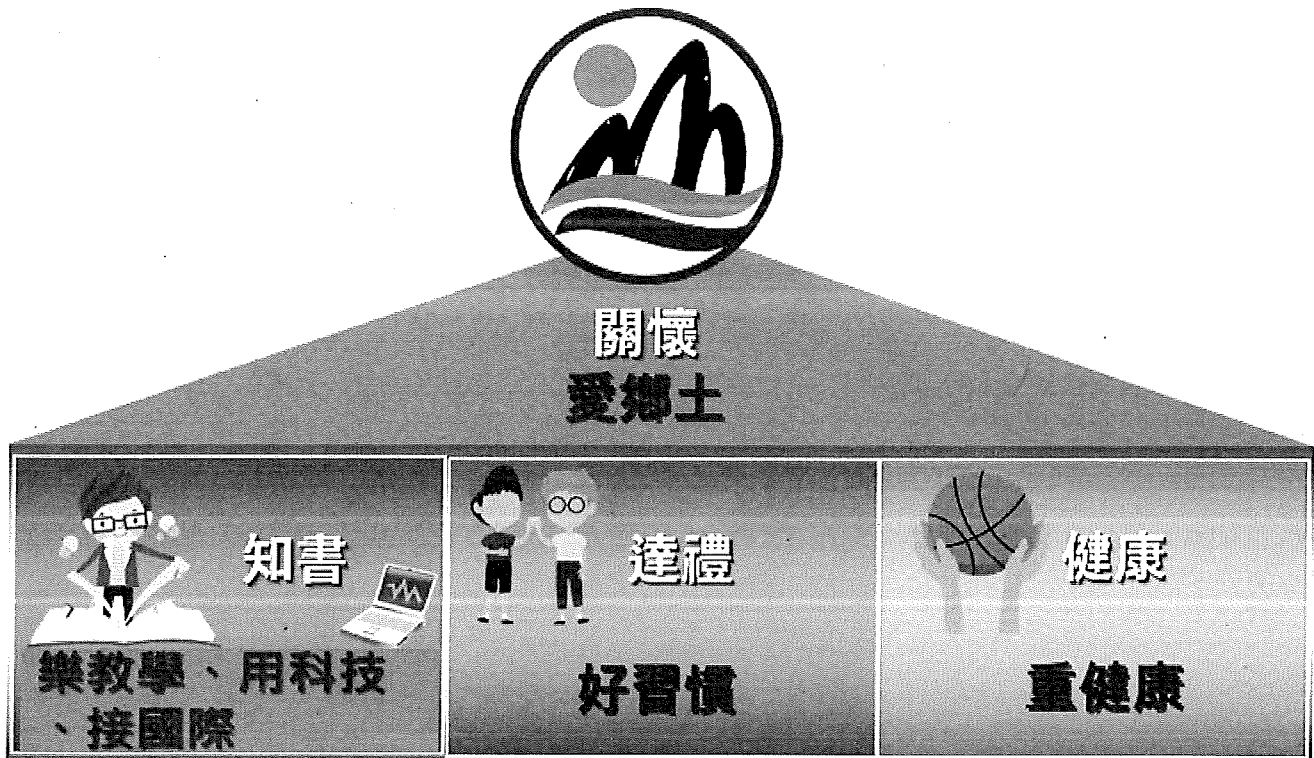 關懷
愛鄉土
知書
樂教學、用科技
、接國際
達禮
好習慣
健康
重健康